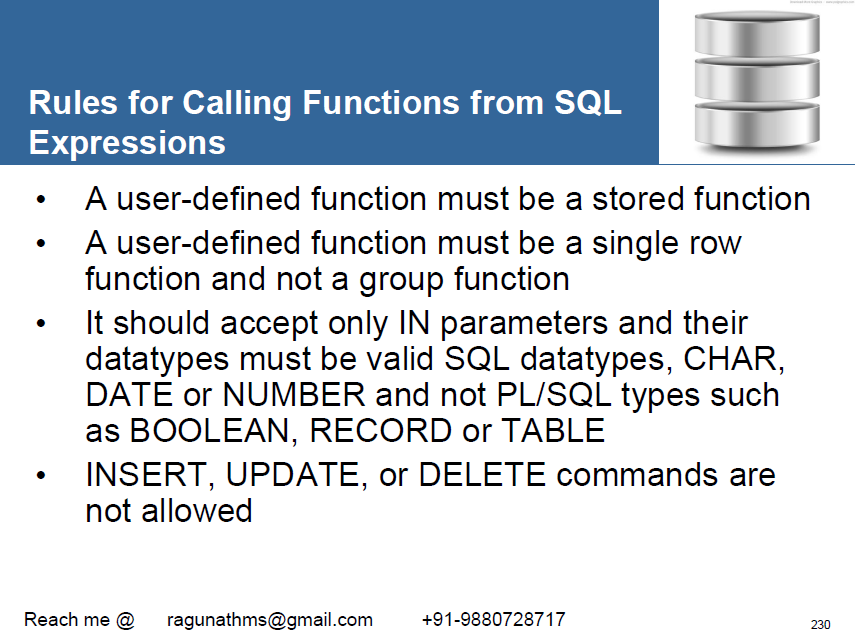 Rules for Calling Functions from SQL
Expressions
• A user-defined function must be a stored function
• A user-defined function must be a single row
function and not a group function
• It should accept only IN parameters and their
datatypes must be valid SQL datatypes, CHAR,
DATE or NUMBER and not PL/SQL types such
as BOOLEAN, RECORD or TABLE
• INSERT, UPDATE, or DELETE commands are
not allowed
Reach me @ ragunathms@gmail.com +91-9880728717
230